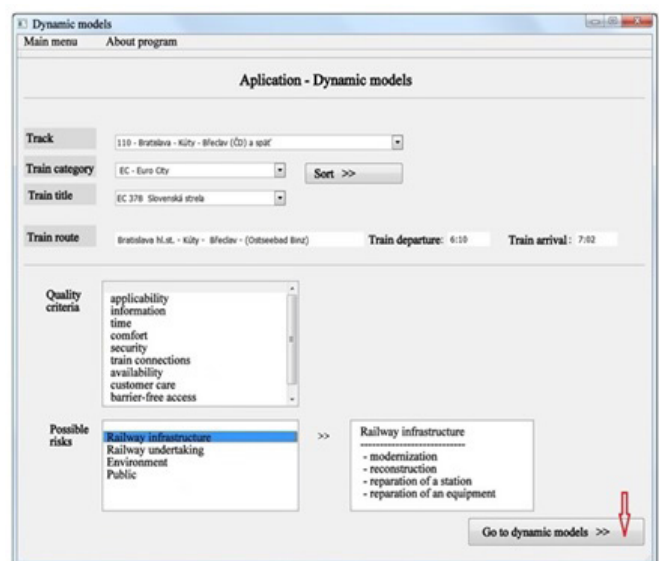 Dynamic models
Main menu About program
Aplication - Dynamic models
Track 110 - Bratislava - Kúty - Břeclav (ČD) a späť
Train category EC - Euro City Sort >>
Train title EC 378 Slovenská strela
Train route Bratislava hl.st. - Kúty - Břeclav - (Ostseebad Binz) Train departure: 6:10 Train arrival : 7:02
Quality criteria
applicability
information
time
comfort
security
train connections
availability
customer care
barrier-free access
Possible risks
Railway infrastructure
Railway undertaking
Environment
Public
>>
Railway infrastructure
-----------------------
- modernization
- reconstruction
- reparation of a station
- reparation of an equipment
Go to dynamic models >>